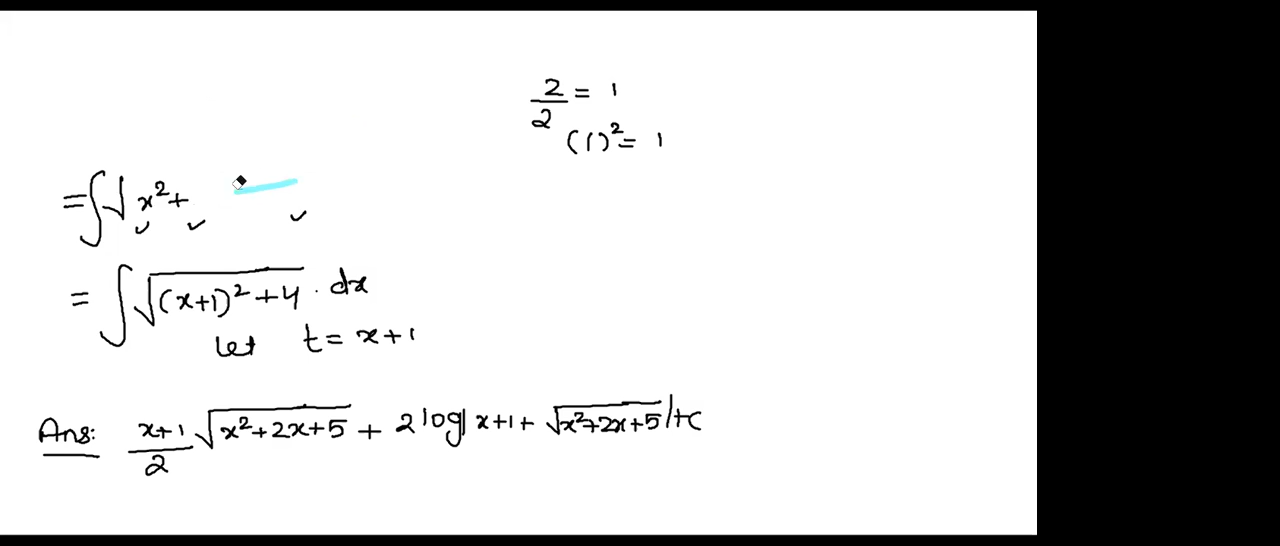 2/2 = 1
(1)² = 1
= ∫√ x² +
= ∫√((x+1)² + 4) . dx
Let t = x + 1
Ans: (x+1)/2 √(x²+2x+5) + 2 log|x+1+ √(x²+2x+5)|+c